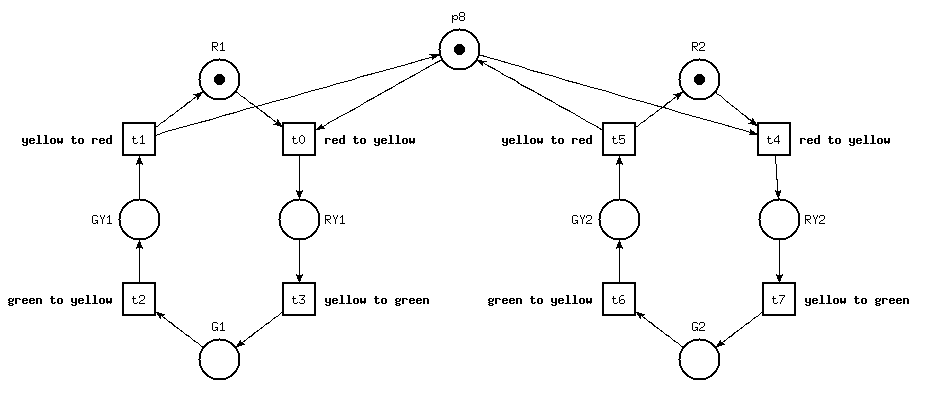 p8
R1
R2
yellow to red
t1
t0
red to yellow
yellow to red
t5
t4
red to yellow
GY1
RY1
GY2
RY2
green to yellow
t2
t3
yellow to green
green to yellow
t6
t7
yellow to green
G1
G2